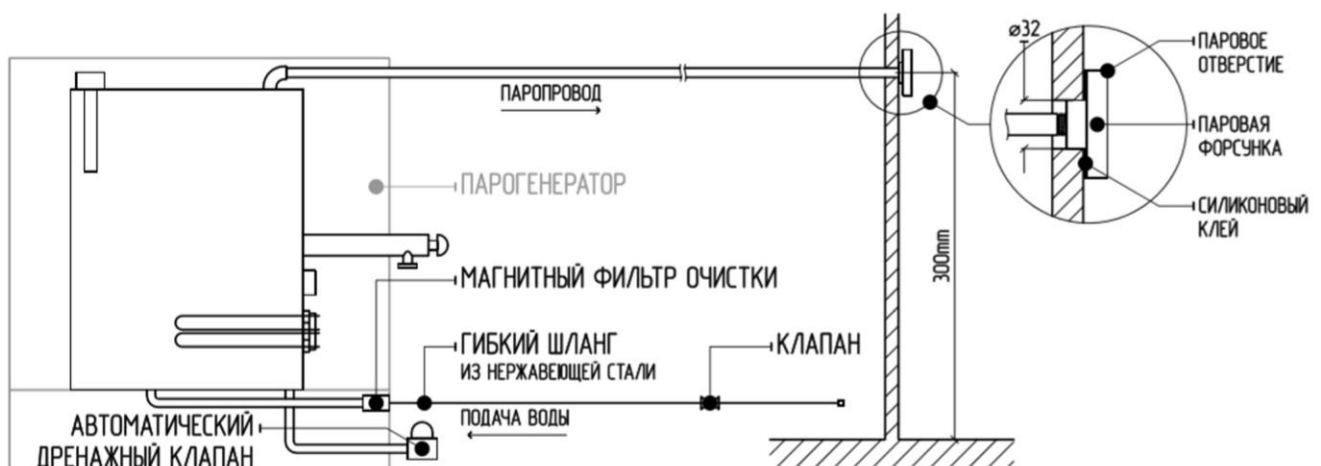 ⌀32
ПАРОВОЕ
ОТВЕРСТИЕ
ПАРОПРОВОД
ПАРОВАЯ
ФОРСУНКА
ПАРОГЕНЕРАТОР
СИЛИКОНОВЫЙ
КЛЕЙ
300mm
МАГНИТНЫЙ ФИЛЬТР ОЧИСТКИ
ГИБКИЙ ШЛАНГ
ИЗ НЕРЖАВЕЮЩЕЙ СТАЛИ
КЛАПАН
ПОДАЧА ВОДЫ
АВТОМАТИЧЕСКИЙ
ДРЕНАЖНЫЙ КЛАПАН